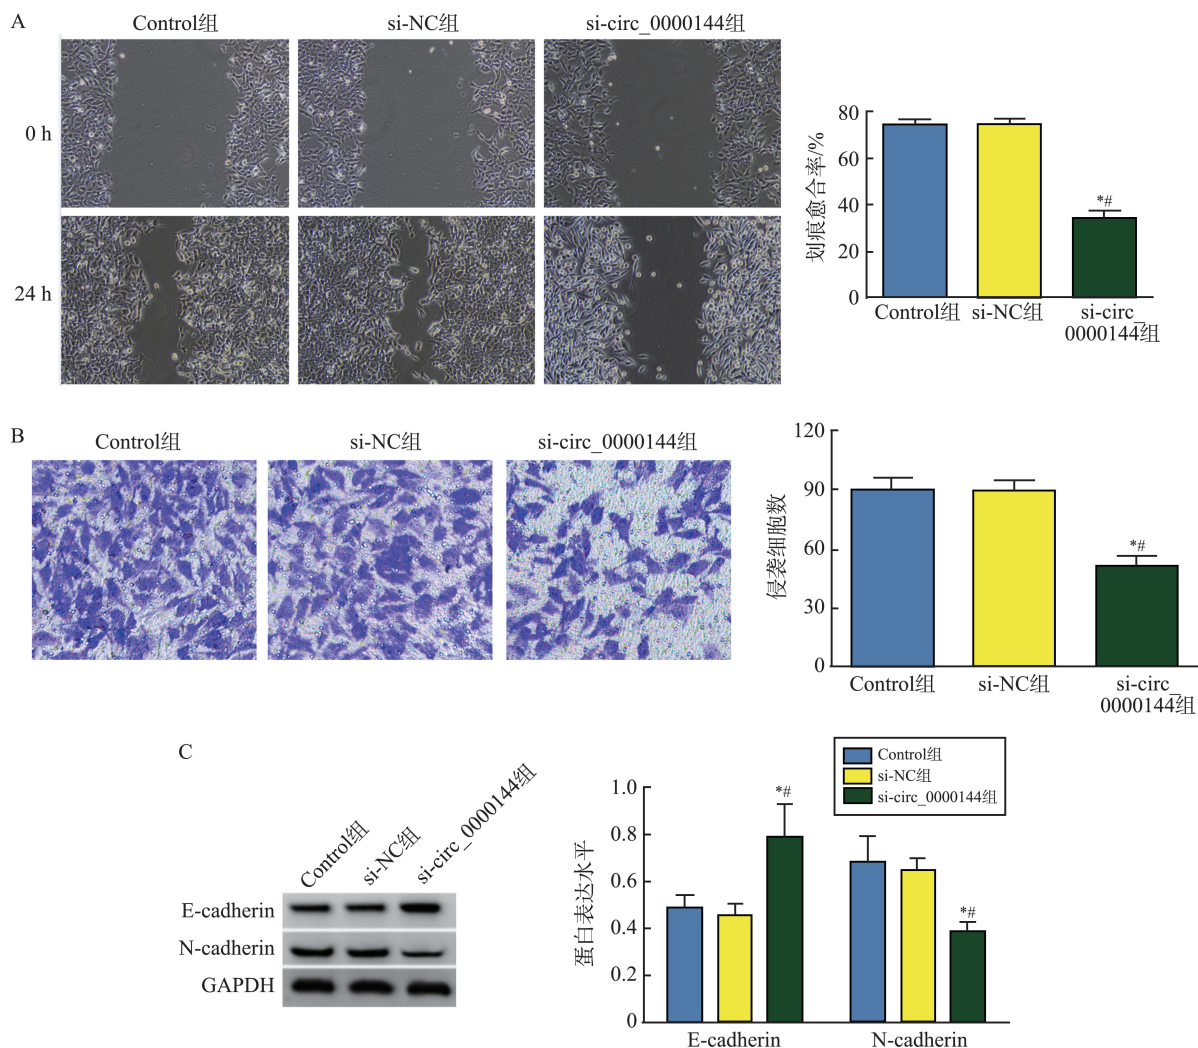 A
Control组
si-NC组
si-circ_0000144组
0 h
24 h
划痕愈合率/%
80
60
40
20
0
*#
Control组
si-NC组
si-circ_
0000144组
B
Control组
si-NC组
si-circ_0000144组
侵袭细胞数
120
90
60
30
0
*#
Control组
si-NC组
si-circ_
0000144组
C
Control组
si-NC组
si-circ_0000144组
E-cadherin
N-cadherin
GAPDH
Control组
si-NC组
si-circ_0000144组
蛋白表达水平
1.0
0.8
0.6
0.4
0.2
0
*#
*#
E-cadherin
N-cadherin